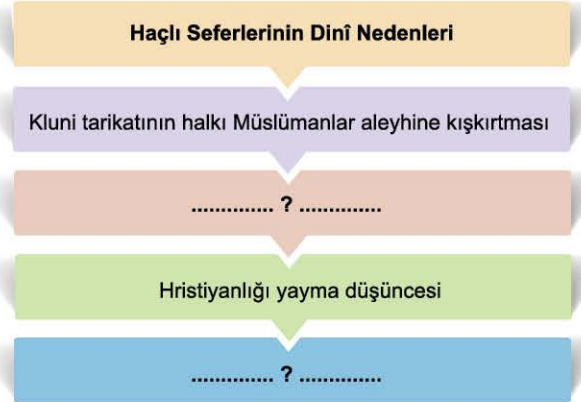 Haçlı Seferlerinin Dinî Nedenleri
Kluni tarikatının halkı Müslümanlar aleyhine kışkırtması
.............. ? ..............
Hristiyanlığı yayma düşüncesi
.............. ? ..............